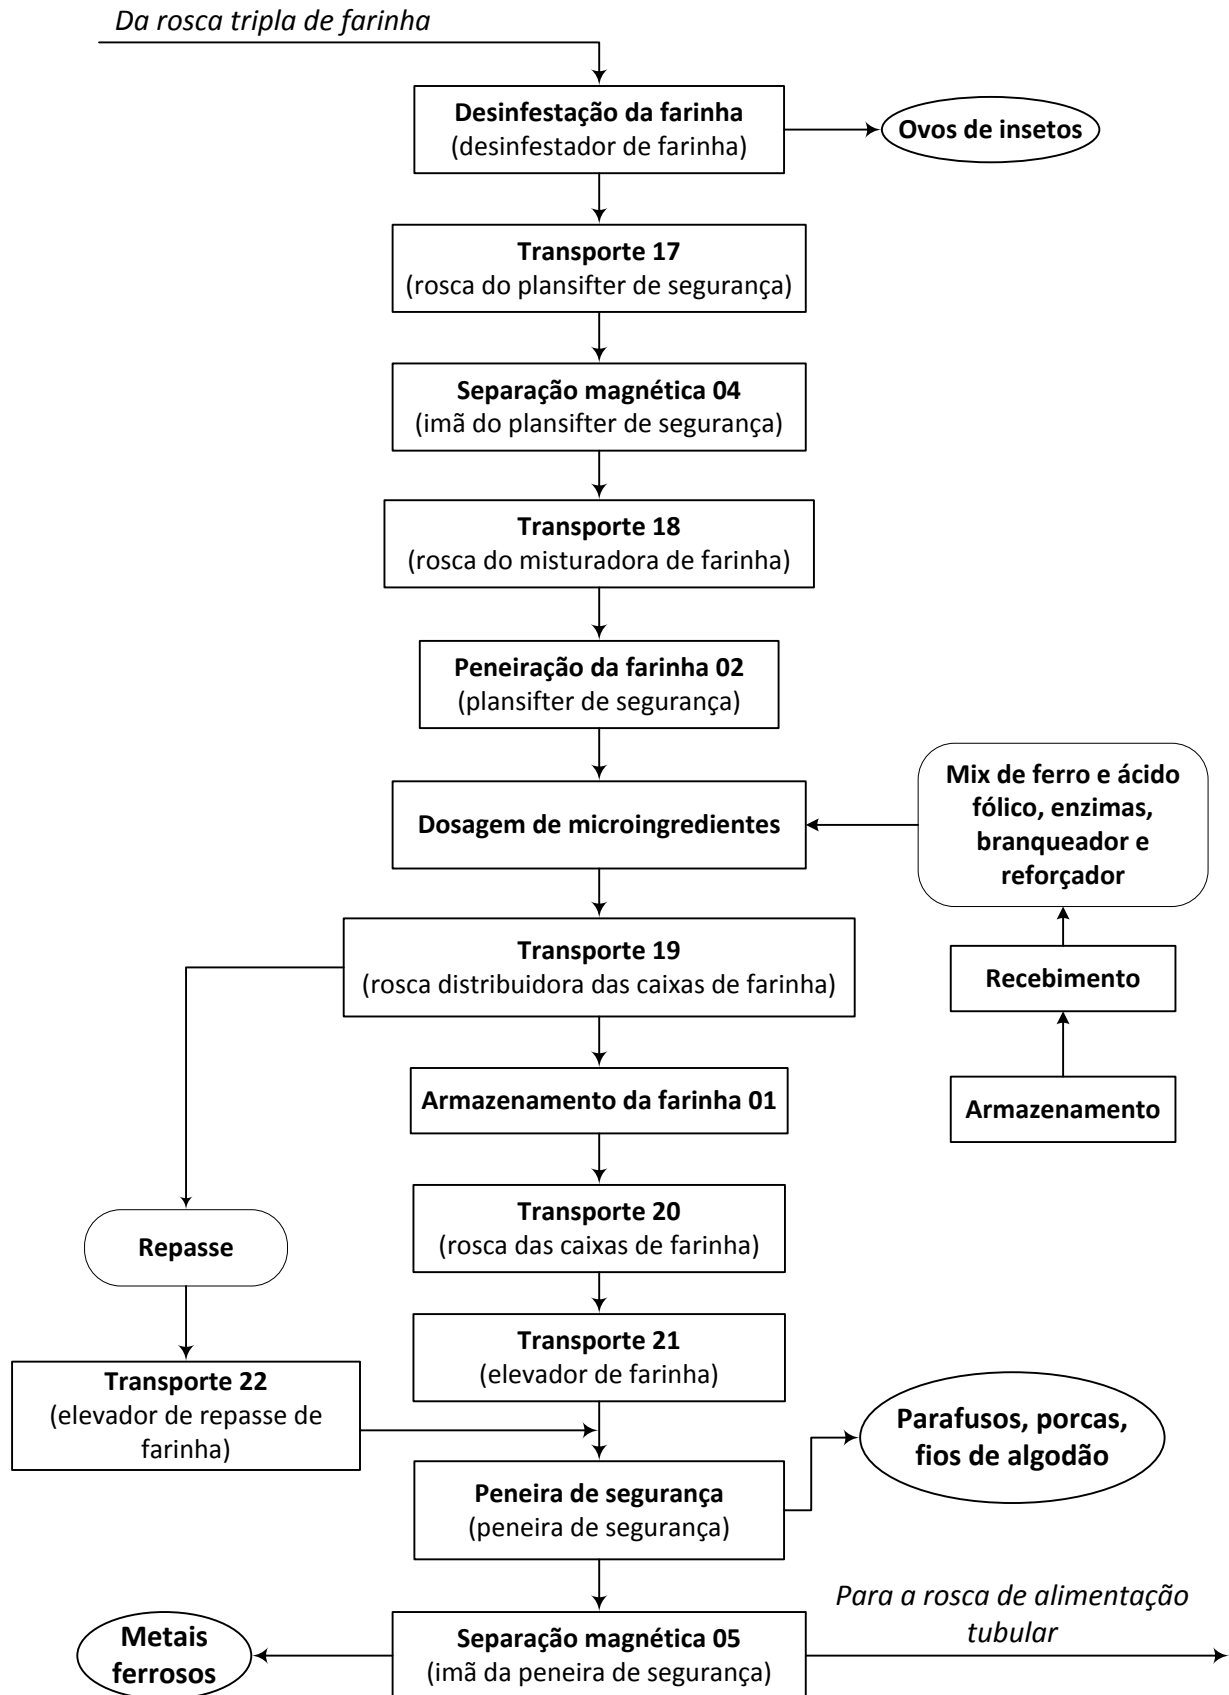 Da rosca tripla de farinha
Desinfestação da farinha
(desinfestador de farinha)
Ovos de insetos
Transporte 17
(rosca do plansifter de segurança)
Separação magnética 04
(imã do plansifter de segurança)
Transporte 18
(rosca do misturadora de farinha)
Peneiração da farinha 02
(plansifter de segurança)
Dosagem de microingredientes
Mix de ferro e ácido
fólico, enzimas,
branqueador e
reforçador
Transporte 19
(rosca distribuidora das caixas de farinha)
Recebimento
Armazenamento da farinha 01
Armazenamento
Transporte 20
(rosca das caixas de farinha)
Repasse
Transporte 21
(elevador de farinha)
Transporte 22
(elevador de repasse de
farinha)
Parafusos, porcas,
fios de algodão
Peneira de segurança
(peneira de segurança)
Para a rosca de alimentação
tubular
Metais
ferrosos
Separação magnética 05
(imã da peneira de segurança)